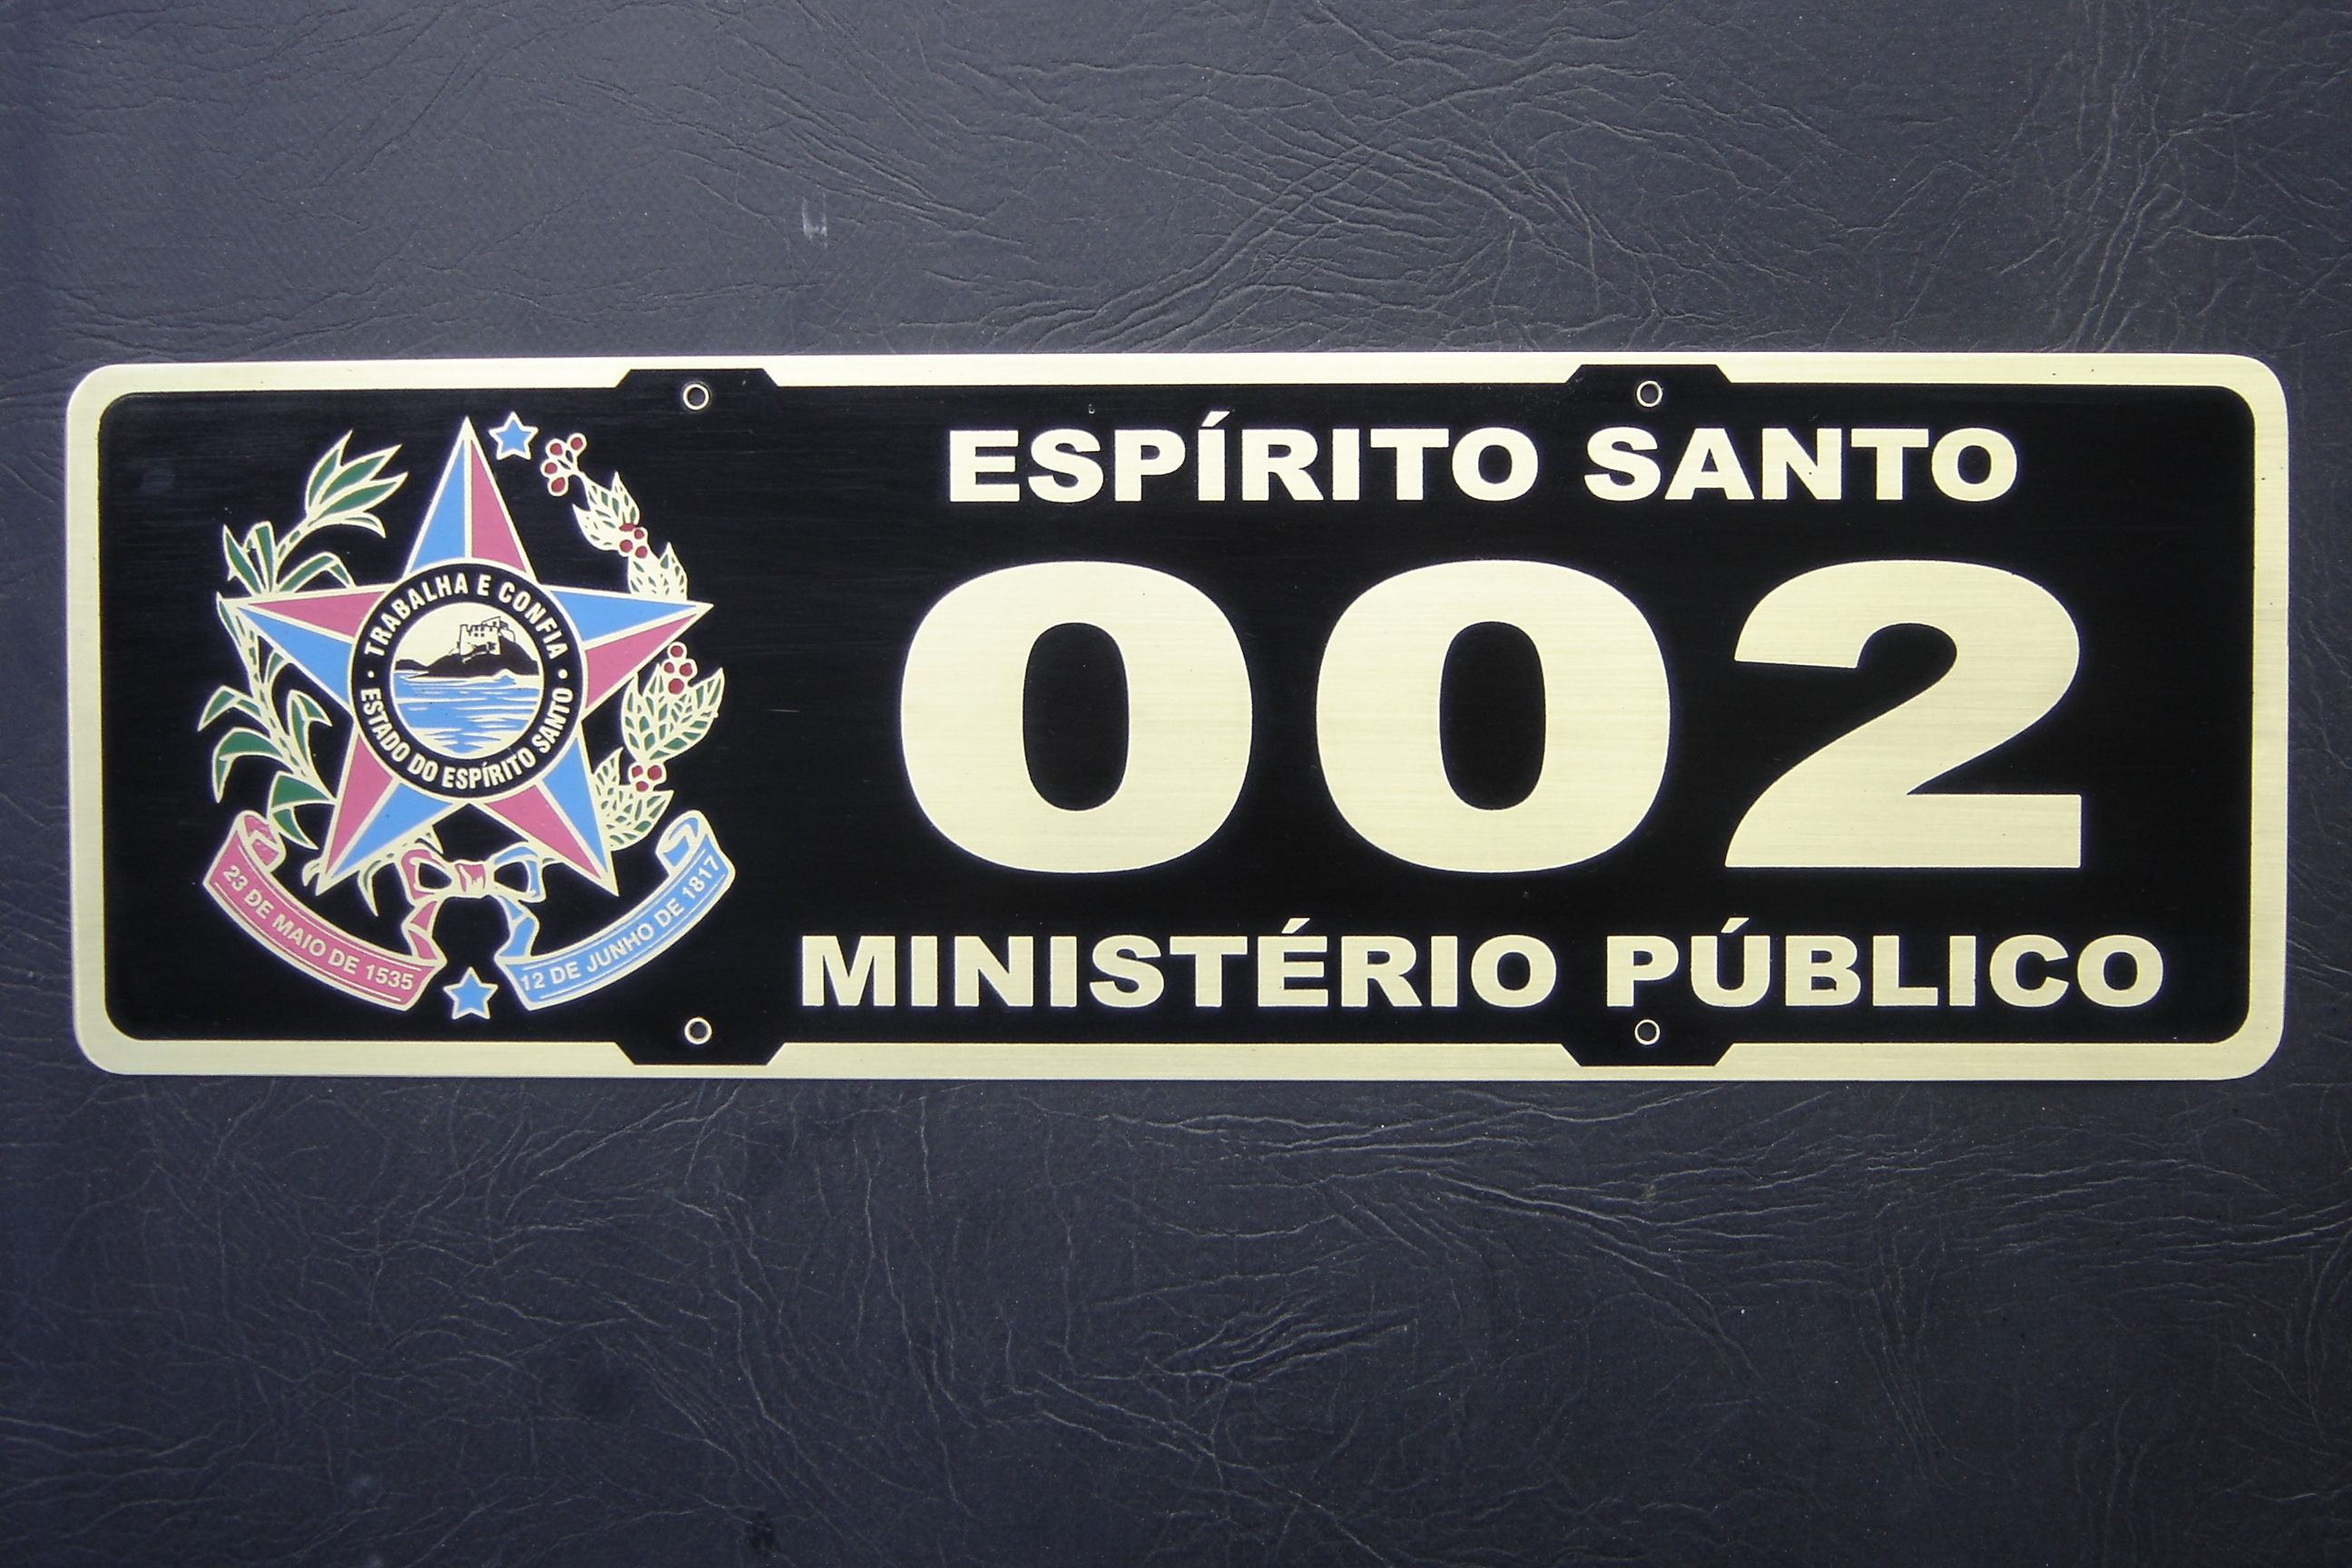 TRABALHA E CONFIA
ESTADO DO ESPÍRITO SANTO
23 DE MAIO DE 1535
12 DE JUNHO DE 1817
ESPÍRITO SANTO
002
MINISTÉRIO PÚBLICO